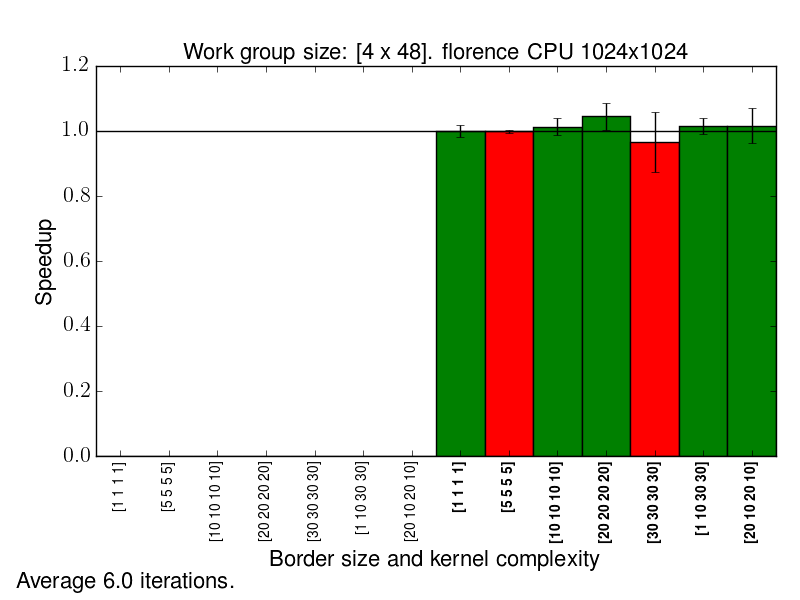 Work group size: [4 x 48]. florence CPU 1024x1024
1.2
1.0
0.8
0.6
0.4
0.2
0.0
Speedup
[1 1 1 1]
[5 5 5 5]
[10 10 10 10]
[20 20 20 20]
[30 30 30 30]
[1 10 30 30]
[20 10 20 10]
[1 1 1 1]
[5 5 5 5]
[10 10 10 10]
[20 20 20 20]
[30 30 30 30]
[1 10 30 30]
[20 10 20 10]
Border size and kernel complexity
Average 6.0 iterations.